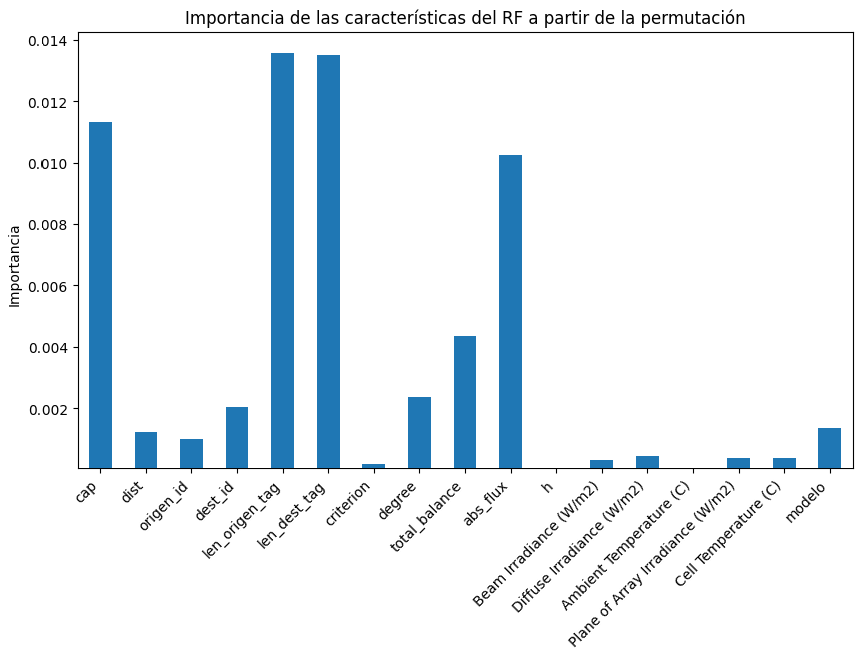 Importancia de las características del RF a partir de la permutación
Importancia
0.014
0.012
0.010
0.008
0.006
0.004
0.002
cap
dist
origen_id
dest_id
len_origen_tag
len_dest_tag
criterion
degree
total_balance
abs_flux
h
Beam Irradiance (W/m2)
Diffuse Irradiance (W/m2)
Ambient Temperature (C)
Plane of Array Irradiance (W/m2)
Cell Temperature (C)
modelo